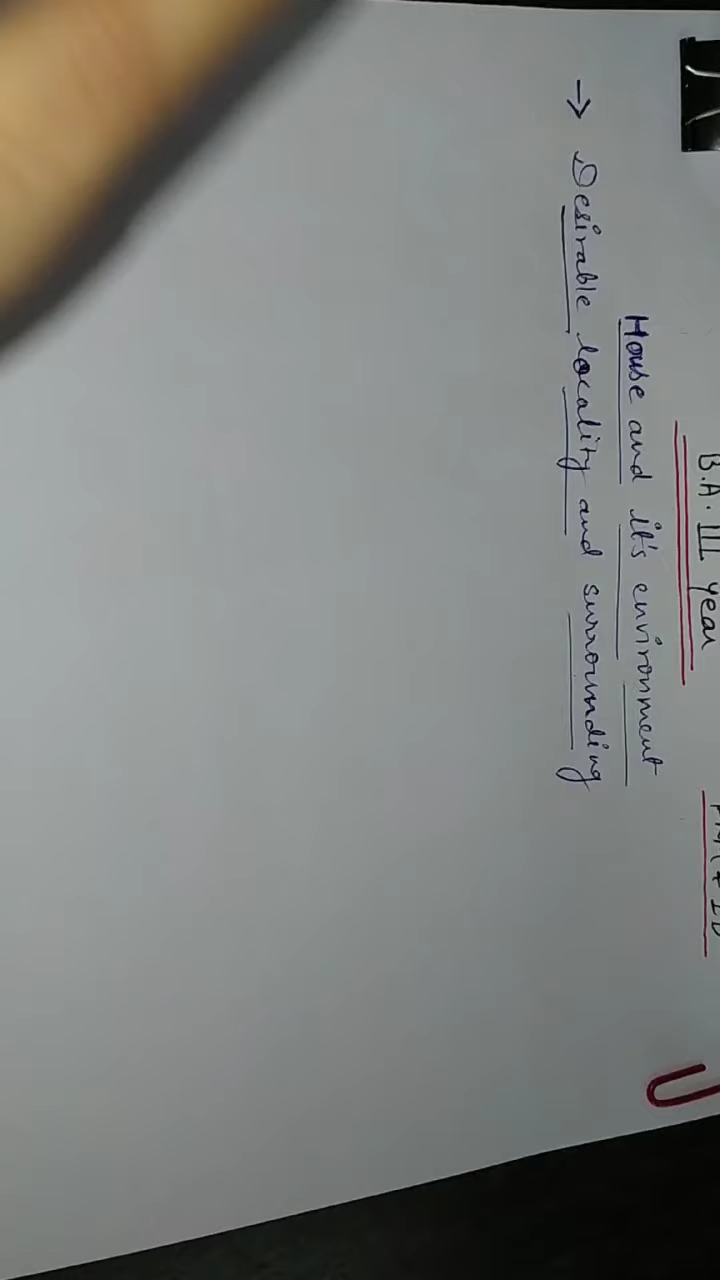 B.A. III year
House and it's environment
→ Desirable locality and surrounding